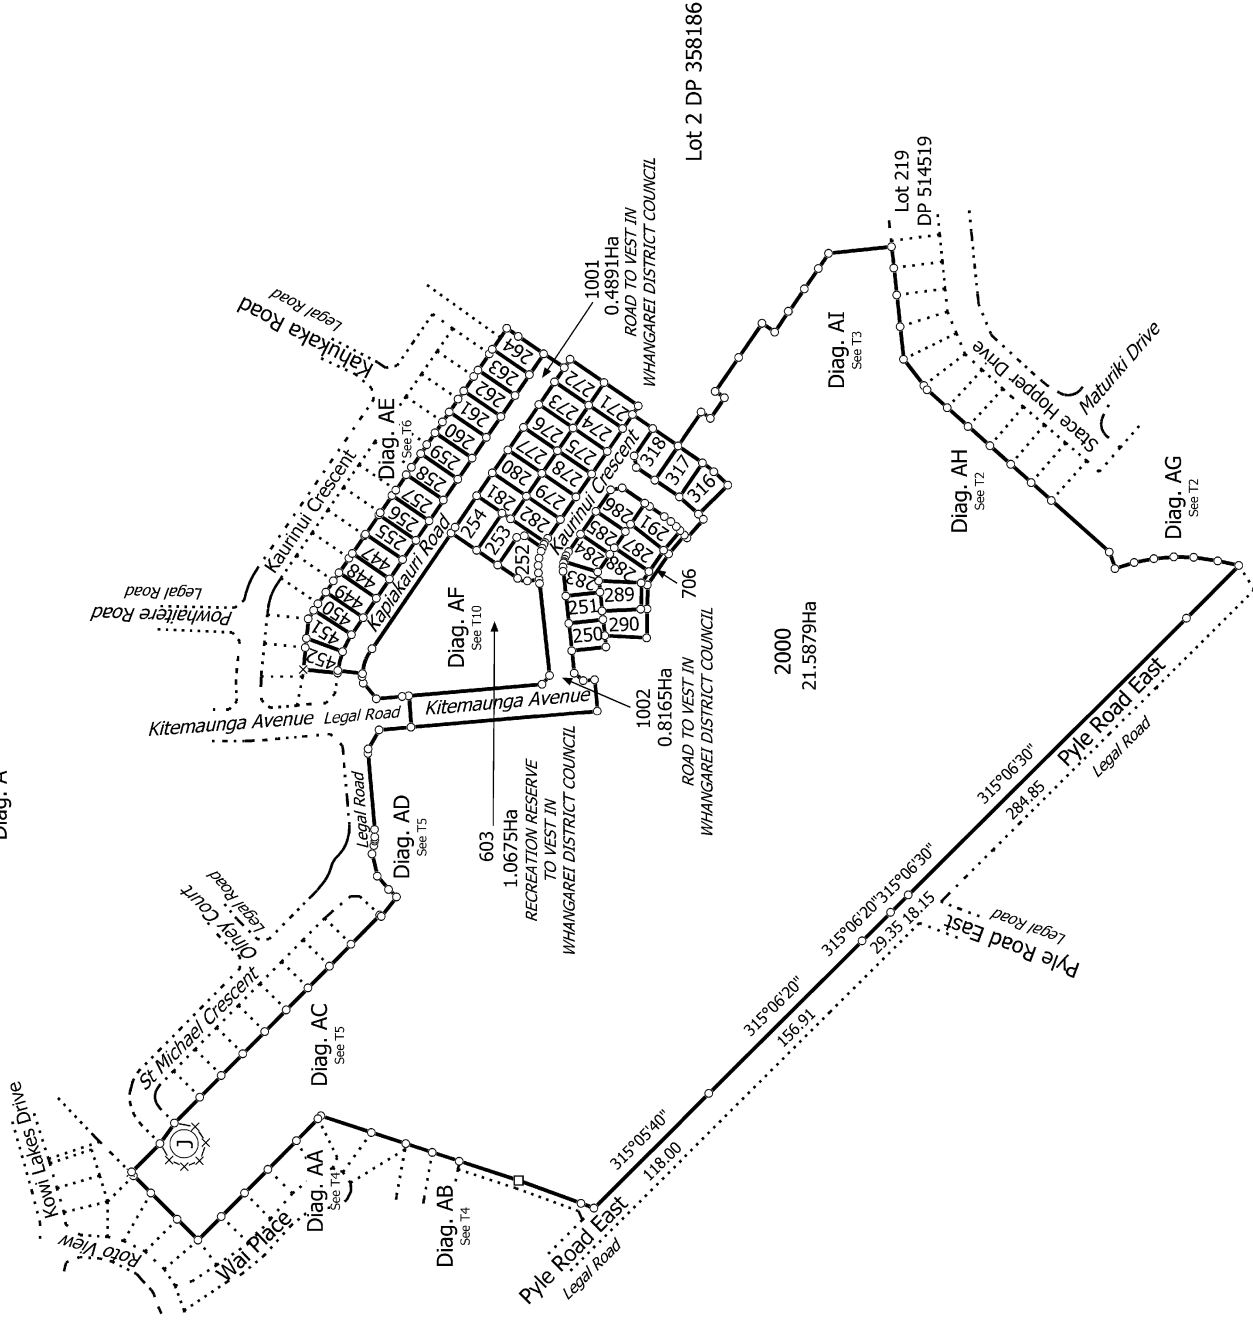 Diag. A
Lot 2 DP 358186
Kahukaka Road
Legal Road
1001
0.4891Ha
ROAD TO VEST IN
WHANGAREI DISTRICT COUNCIL
Lot 219
DP 514519
Kaurinui Crescent
Diag. AE
See T6
Powhaitere Road
Legal Road
264
263
262
261
260
259
258
257
256
255
447
448
449
450
451
452
Kapiakauri Road
272
273
276
277
280
281
254
253
252
271
274
275
278
279
282
Kaurinui Crescent
318
317
316
286
285
284
283
291
287
288
289
251
250
290
706
Diag. AF
See T10
Diag. AI
See T3
Stace Hopper Drive
Maturiki Drive
Diag. AH
See T2
Diag. AG
See T2
Kitemaunga Avenue
Legal Road
Kitemaunga Avenue
1002
0.8165Ha
ROAD TO VEST IN
WHANGAREI DISTRICT COUNCIL
2000
21.5879Ha
603
1.0675Ha
RECREATION RESERVE
TO VEST IN
WHANGAREI DISTRICT COUNCIL
Legal Road
Diag. AD
See T5
Olney Court
Legal Road
St Michael Crescent
Diag. AC
See T5
J
Kowi Lakes Drive
Roto View
Wai Place
Diag. AA
See T4
Diag. AB
See T4
Pyle Road East
Legal Road
315°05'40"
118.00
315°06'20"
156.91
315°06'20"
29.35
315°06'30"
18.15
Pyle Road East
Legal Road
315°06'30"
284.85
Pyle Road East
Legal Road